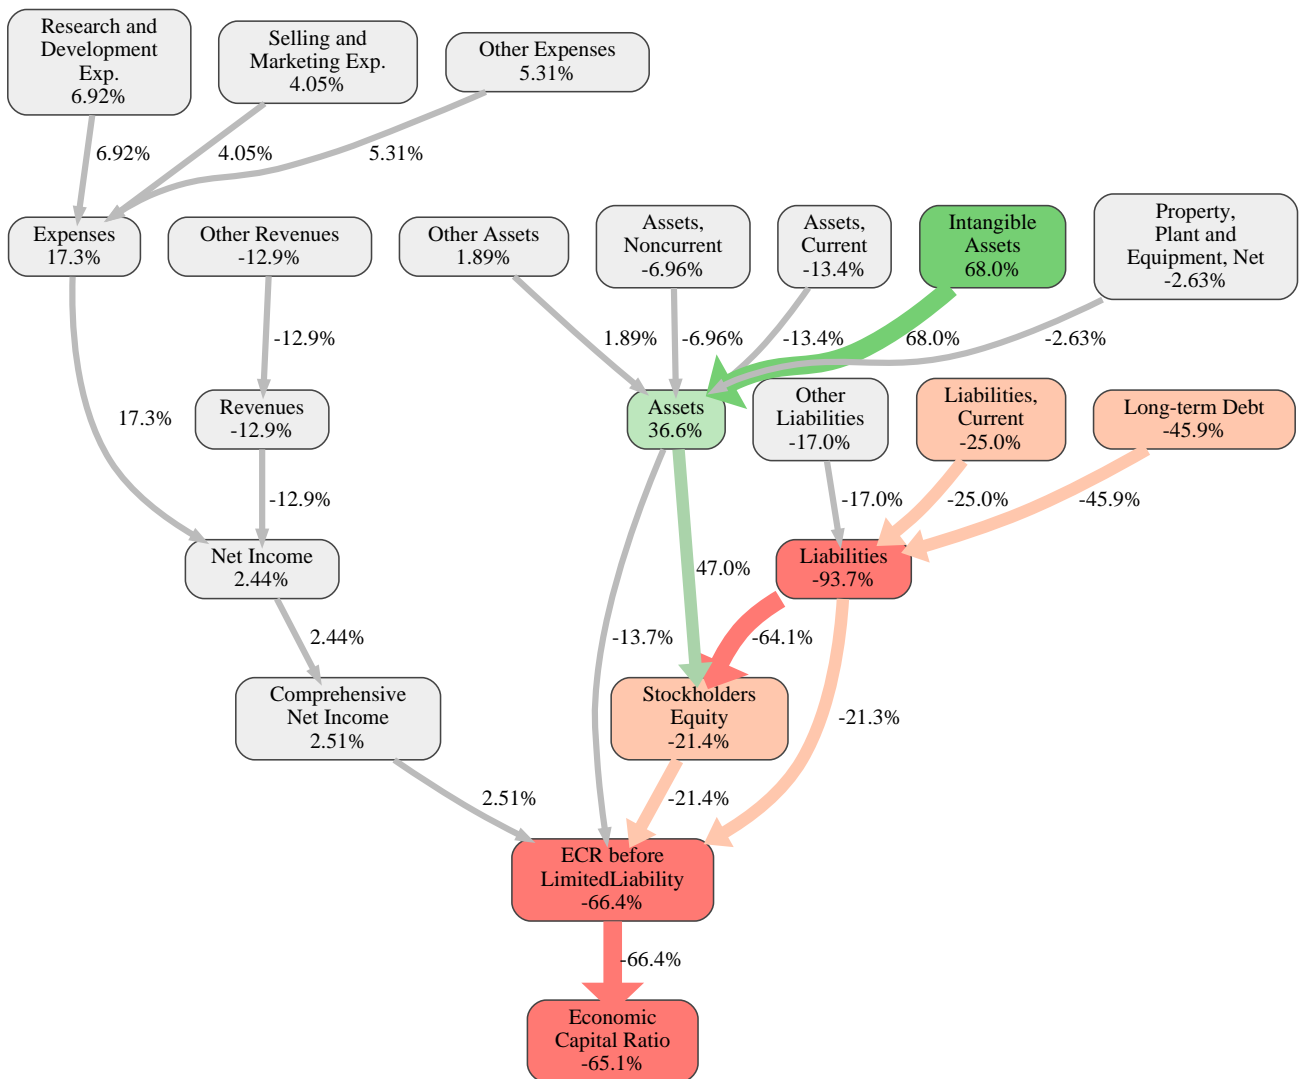 Research and
Development
Exp.
6.92%
Selling and
Marketing Exp.
4.05%
Other Expenses
5.31%
6.92%
4.05%
5.31%
Expenses
17.3%
Other Revenues
-12.9%
Other Assets
1.89%
Assets,
Noncurrent
-6.96%
Assets,
Current
-13.4%
Intangible
Assets
68.0%
Property,
Plant and
Equipment, Net
-2.63%
-12.9%
1.89%
-6.96%
-13.4%
68.0%
-2.63%
17.3%
Revenues
-12.9%
Assets
36.6%
Other
Liabilities
-17.0%
Liabilities,
Current
-25.0%
Long-term Debt
-45.9%
-12.9%
-17.0%
-25.0%
-45.9%
Net Income
2.44%
47.0%
Liabilities
-93.7%
2.44%
-13.7%
-64.1%
Comprehensive
Net Income
2.51%
Stockholders
Equity
-21.4%
-21.3%
2.51%
-21.4%
ECR before
LimitedLiability
-66.4%
-66.4%
Economic
Capital Ratio
-65.1%